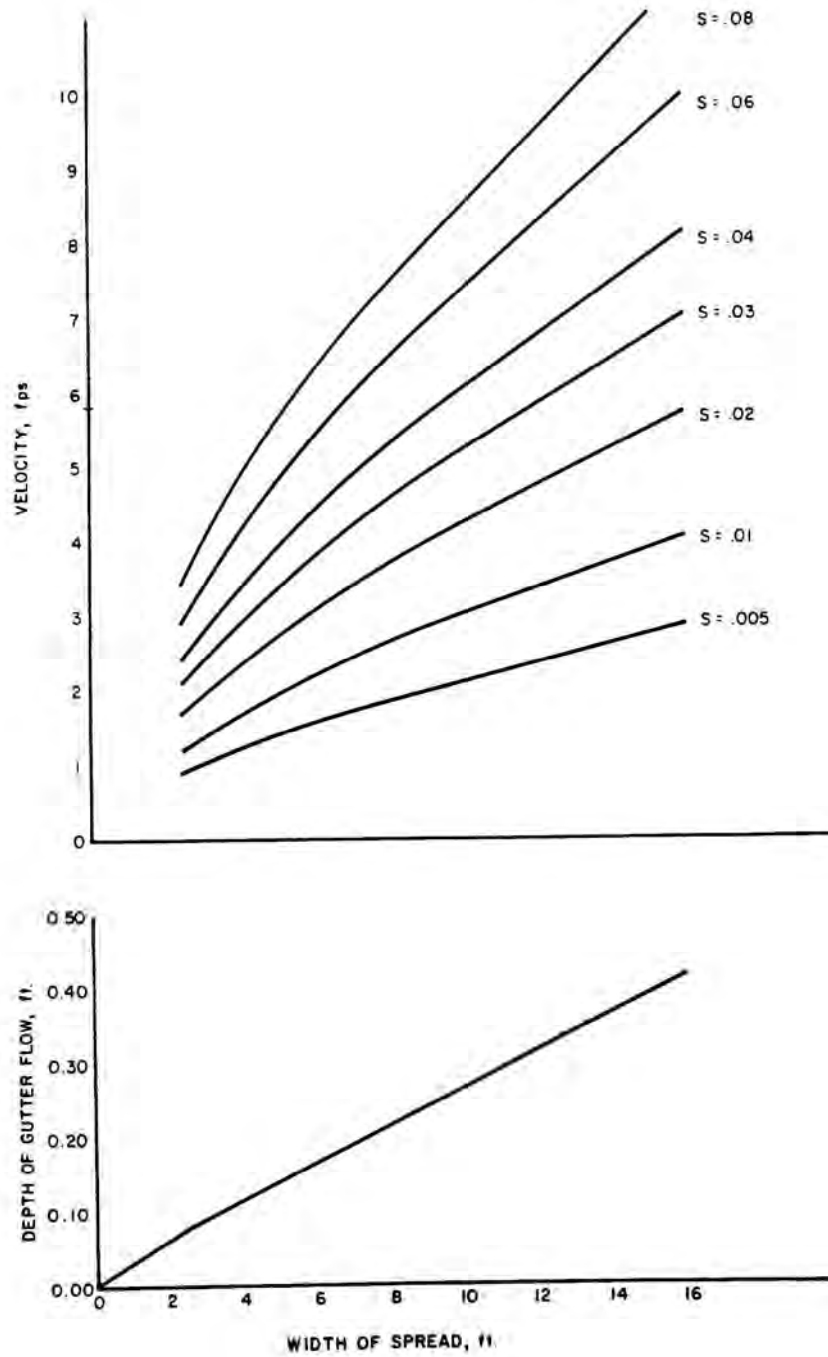 S = .08
10
S = .06
9
8
S = .04
7
S = .03
6
S = .02
5
4
S = .01
3
S = .005
2
1
0
VELOCITY, fps
0.50
0.40
0.30
0.20
0.10
0.00
DEPTH OF GUTTER FLOW, ft.
0 2 4 6 8 10 12 14 16
WIDTH OF SPREAD, ft.